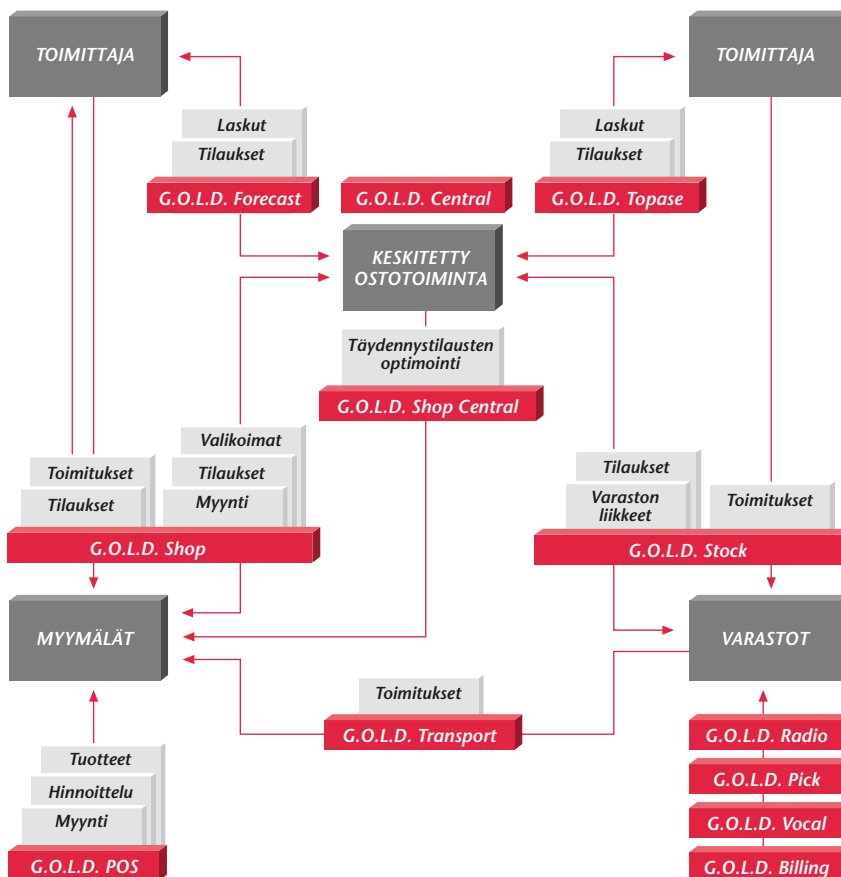 TOIMITTAJA
TOIMITTAJA
Laskut
Tilaukset
G.O.L.D. Forecast
G.O.L.D. Central
Laskut
Tilaukset
G.O.L.D. Topase
KESKITETTY
OSTOTOIMINTA
Täydennystilausten
optimointi
G.O.L.D. Shop Central
Toimitukset
Tilaukset
Valikoimat
Tilaukset
Myynti
G.O.L.D. Shop
Tilaukset
Varaston
liikkeet
Toimitukset
G.O.L.D. Stock
MYYMÄLÄT
VARASTOT
Toimitukset
G.O.L.D. Transport
Tuotteet
Hinnoittelu
Myynti
G.O.L.D. POS
G.O.L.D. Radio
G.O.L.D. Pick
G.O.L.D. Vocal
G.O.L.D. Billing